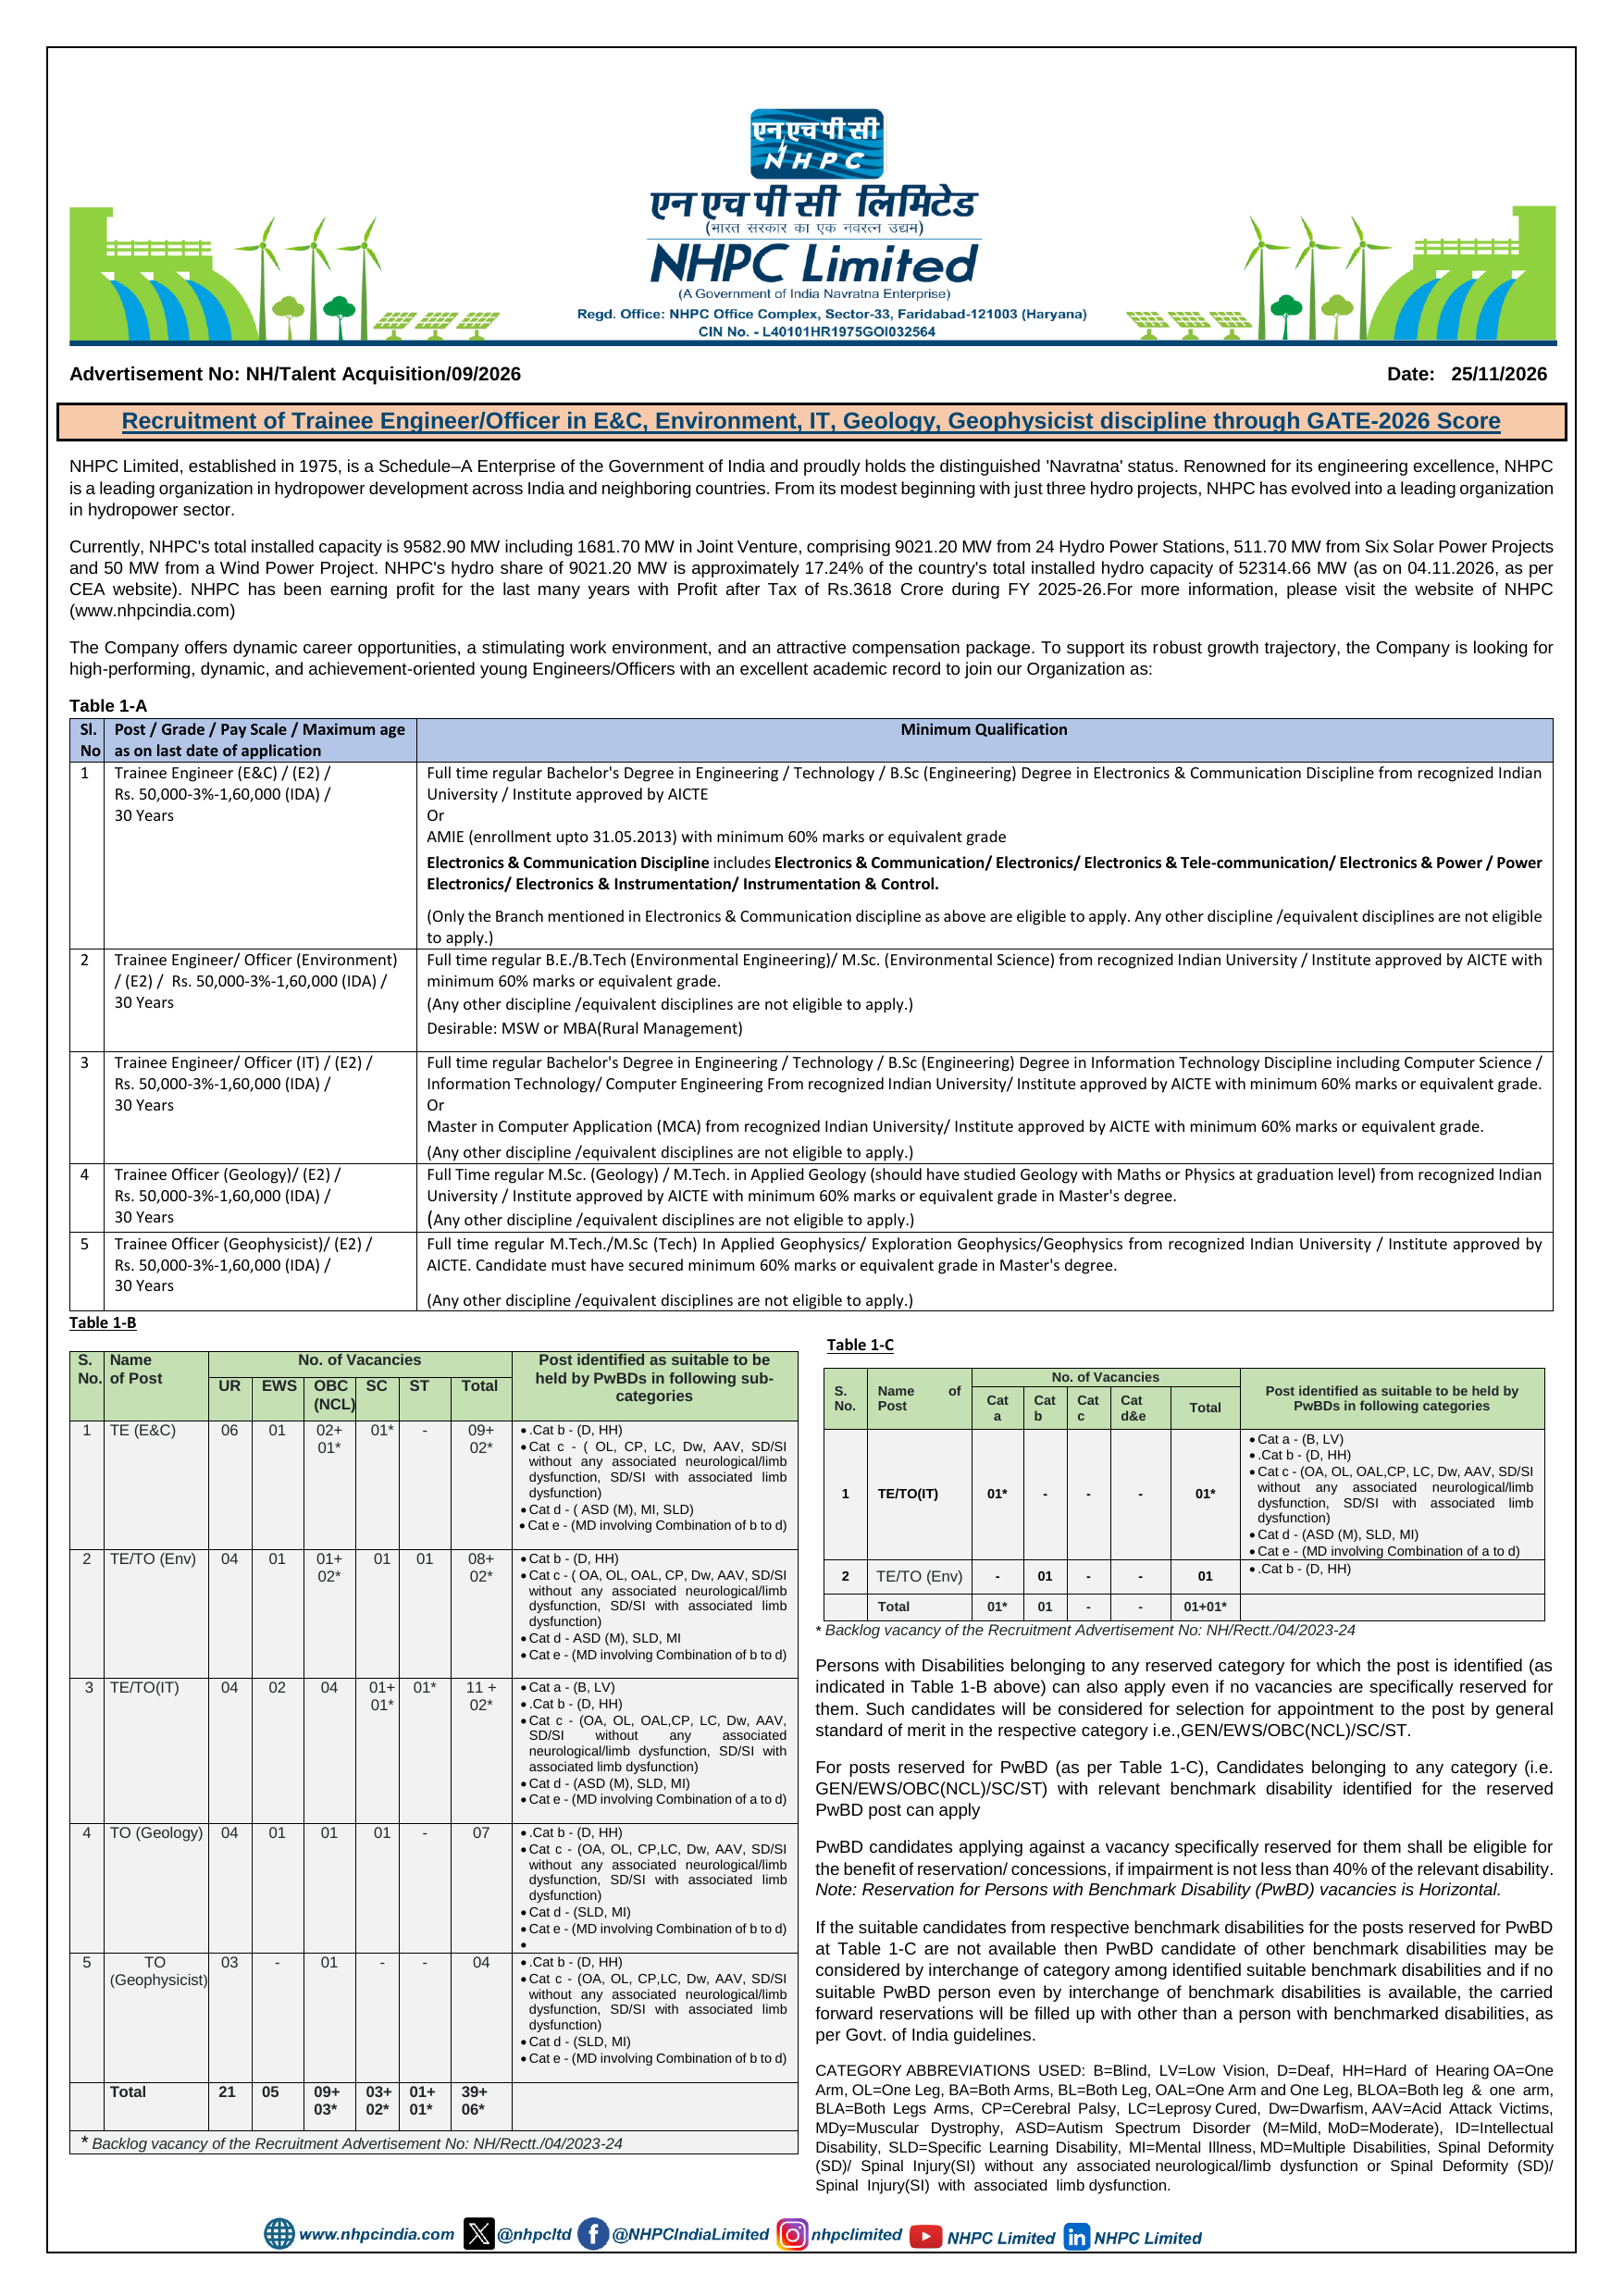 एन एच पी सी
NHPC
एन एच पी सी लिमिटेड
(भारत सरकार का एक नवरत्न उद्यम)
NHPC Limited
(A Government of India Navratna Enterprise)
Regd. Office: NHPC Office Complex, Sector-33, Faridabad-121003 (Haryana)
CIN No. - L40101HR1975GOI032564
Advertisement No: NH/Talent Acquisition/09/2026 Date: 25/11/2026
Recruitment of Trainee Engineer/Officer in E&C, Environment, IT, Geology, Geophysicist discipline through GATE-2026 Score
NHPC Limited, established in 1975, is a Schedule–A Enterprise of the Government of India and proudly holds the distinguished 'Navratna' status. Renowned for its engineering excellence, NHPC
is a leading organization in hydropower development across India and neighboring countries. From its modest beginning with just three hydro projects, NHPC has evolved into a leading organization
in hydropower sector.
Currently, NHPC's total installed capacity is 9582.90 MW including 1681.70 MW in Joint Venture, comprising 9021.20 MW from 24 Hydro Power Stations, 511.70 MW from Six Solar Power Projects
and 50 MW from a Wind Power Project. NHPC's hydro share of 9021.20 MW is approximately 17.24% of the country's total installed hydro capacity of 52314.66 MW (as on 04.11.2026, as per
CEA website). NHPC has been earning profit for the last many years with Profit after Tax of Rs.3618 Crore during FY 2025-26.For more information, please visit the website of NHPC
(www.nhpcindia.com)
The Company offers dynamic career opportunities, a stimulating work environment, and an attractive compensation package. To support its robust growth trajectory, the Company is looking for
high-performing, dynamic, and achievement-oriented young Engineers/Officers with an excellent academic record to join our Organization as:
Table 1-A
Sl. No Post / Grade / Pay Scale / Maximum age as on last date of application Minimum Qualification
1 Trainee Engineer (E&C) / (E2) /
Rs. 50,000-3%-1,60,000 (IDA) /
30 Years
Full time regular Bachelor's Degree in Engineering / Technology / B.Sc (Engineering) Degree in Electronics & Communication Discipline from recognized Indian
University / Institute approved by AICTE
Or
AMIE (enrollment upto 31.05.2013) with minimum 60% marks or equivalent grade
Electronics & Communication Discipline includes Electronics & Communication/ Electronics/ Electronics & Tele-communication/ Electronics & Power / Power
Electronics/ Electronics & Instrumentation/ Instrumentation & Control.
(Only the Branch mentioned in Electronics & Communication discipline as above are eligible to apply. Any other discipline /equivalent disciplines are not eligible
to apply.)
2 Trainee Engineer/ Officer (Environment)
/ (E2) / Rs. 50,000-3%-1,60,000 (IDA) /
30 Years
Full time regular B.E./B.Tech (Environmental Engineering)/ M.Sc. (Environmental Science) from recognized Indian University / Institute approved by AICTE with
minimum 60% marks or equivalent grade.
(Any other discipline /equivalent disciplines are not eligible to apply.)
Desirable: MSW or MBA(Rural Management)
3 Trainee Engineer/ Officer (IT) / (E2) /
Rs. 50,000-3%-1,60,000 (IDA) /
30 Years
Full time regular Bachelor's Degree in Engineering / Technology / B.Sc (Engineering) Degree in Information Technology Discipline including Computer Science /
Information Technology/ Computer Engineering From recognized Indian University/ Institute approved by AICTE with minimum 60% marks or equivalent grade.
Or
Master in Computer Application (MCA) from recognized Indian University/ Institute approved by AICTE with minimum 60% marks or equivalent grade.
(Any other discipline /equivalent disciplines are not eligible to apply.)
4 Trainee Officer (Geology)/ (E2) /
Rs. 50,000-3%-1,60,000 (IDA) /
30 Years
Full Time regular M.Sc. (Geology) / M.Tech. in Applied Geology (should have studied Geology with Maths or Physics at graduation level) from recognized Indian
University / Institute approved by AICTE with minimum 60% marks or equivalent grade in Master's degree.
(Any other discipline /equivalent disciplines are not eligible to apply.)
5 Trainee Officer (Geophysicist)/ (E2) /
Rs. 50,000-3%-1,60,000 (IDA) /
30 Years
Full time regular M.Tech./M.Sc (Tech) In Applied Geophysics/ Exploration Geophysics/Geophysics from recognized Indian University / Institute approved by
AICTE. Candidate must have secured minimum 60% marks or equivalent grade in Master's degree.
(Any other discipline /equivalent disciplines are not eligible to apply.)
Table 1-B
S. No. Name of Post No. of Vacancies Post identified as suitable to be held by PwBDs in following sub-categories
UR EWS OBC (NCL) SC ST Total
1 TE (E&C) 06 01 02+ 01* 01* - 09+ 02*
• .Cat b - (D, HH)
• Cat c - ( OL, CP, LC, Dw, AAV, SD/SI
without any associated neurological/limb
dysfunction, SD/SI with associated limb
dysfunction)
• Cat d - ( ASD (M), MI, SLD)
• Cat e - (MD involving Combination of b to d)
2 TE/TO (Env) 04 01 01+ 02* 01 01 08+ 02*
• Cat b - (D, HH)
• Cat c - ( OA, OL, OAL, CP, Dw, AAV, SD/SI
without any associated neurological/limb
dysfunction, SD/SI with associated limb
dysfunction)
• Cat d - ASD (M), SLD, MI
• Cat e - (MD involving Combination of b to d)
3 TE/TO(IT) 04 02 04 01+ 01* 01* 11 + 02*
• Cat a - (B, LV)
• .Cat b - (D, HH)
• Cat c - (OA, OL, OAL,CP, LC, Dw, AAV,
SD/SI without any associated
neurological/limb dysfunction, SD/SI with
associated limb dysfunction)
• Cat d - (ASD (M), SLD, MI)
• Cat e - (MD involving Combination of a to d)
4 TO (Geology) 04 01 01 01 - 07
• .Cat b - (D, HH)
• Cat c - (OA, OL, CP,LC, Dw, AAV, SD/SI
without any associated neurological/limb
dysfunction, SD/SI with associated limb
dysfunction)
• Cat d - (SLD, MI)
• Cat e - (MD involving Combination of b to d)
•
5 TO (Geophysicist) 03 - 01 - - 04
• .Cat b - (D, HH)
• Cat c - (OA, OL, CP,LC, Dw, AAV, SD/SI
without any associated neurological/limb
dysfunction, SD/SI with associated limb
dysfunction)
• Cat d - (SLD, MI)
• Cat e - (MD involving Combination of b to d)
Total 21 05 09+ 03* 03+ 02* 01+ 01* 39+ 06*
* Backlog vacancy of the Recruitment Advertisement No: NH/Rectt./04/2023-24
Table 1-C
S. No. Name of Post No. of Vacancies Post identified as suitable to be held by PwBDs in following categories
Cat a Cat b Cat c Cat d&e Total
1 TE/TO(IT) 01* - - - 01*
• Cat a - (B, LV)
• .Cat b - (D, HH)
• Cat c - (OA, OL, OAL,CP, LC, Dw, AAV, SD/SI
without any associated neurological/limb
dysfunction, SD/SI with associated limb
dysfunction)
• Cat d - (ASD (M), SLD, MI)
• Cat e - (MD involving Combination of a to d)
2 TE/TO (Env) - 01 - - 01 • .Cat b - (D, HH)
Total 01* 01 - - 01+01*
* Backlog vacancy of the Recruitment Advertisement No: NH/Rectt./04/2023-24
Persons with Disabilities belonging to any reserved category for which the post is identified (as
indicated in Table 1-B above) can also apply even if no vacancies are specifically reserved for
them. Such candidates will be considered for selection for appointment to the post by general
standard of merit in the respective category i.e.,GEN/EWS/OBC(NCL)/SC/ST.
For posts reserved for PwBD (as per Table 1-C), Candidates belonging to any category (i.e.
GEN/EWS/OBC(NCL)/SC/ST) with relevant benchmark disability identified for the reserved
PwBD post can apply
PwBD candidates applying against a vacancy specifically reserved for them shall be eligible for
the benefit of reservation/ concessions, if impairment is not less than 40% of the relevant disability.
Note: Reservation for Persons with Benchmark Disability (PwBD) vacancies is Horizontal.
If the suitable candidates from respective benchmark disabilities for the posts reserved for PwBD
at Table 1-C are not available then PwBD candidate of other benchmark disabilities may be
considered by interchange of category among identified suitable benchmark disabilities and if no
suitable PwBD person even by interchange of benchmark disabilities is available, the carried
forward reservations will be filled up with other than a person with benchmarked disabilities, as
per Govt. of India guidelines.
CATEGORY ABBREVIATIONS USED: B=Blind, LV=Low Vision, D=Deaf, HH=Hard of Hearing OA=One
Arm, OL=One Leg, BA=Both Arms, BL=Both Leg, OAL=One Arm and One Leg, BLOA=Both leg & one arm,
BLA=Both Legs Arms, CP=Cerebral Palsy, LC=Leprosy Cured, Dw=Dwarfism, AAV=Acid Attack Victims,
MDy=Muscular Dystrophy, ASD=Autism Spectrum Disorder (M=Mild, MoD=Moderate), ID=Intellectual
Disability, SLD=Specific Learning Disability, MI=Mental Illness, MD=Multiple Disabilities, Spinal Deformity
(SD)/ Spinal Injury(SI) without any associated neurological/limb dysfunction or Spinal Deformity (SD)/
Spinal Injury(SI) with associated limb dysfunction.
www.nhpcindia.com @nhpcltd @NHPCIndiaLimited nhpclimited NHPC Limited NHPC Limited